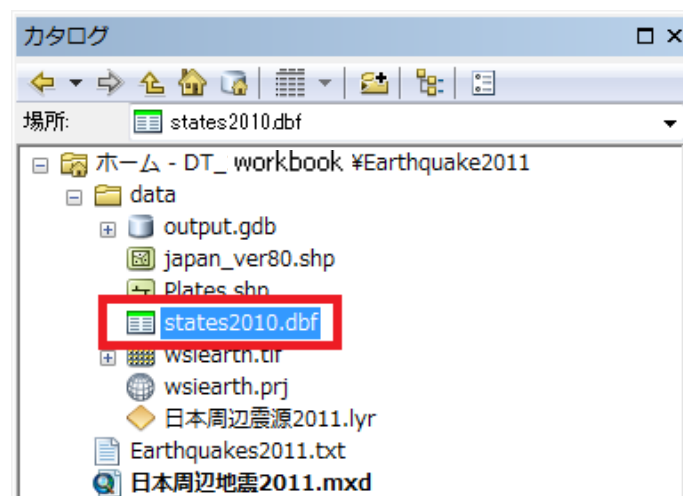 カタログ
場所: states2010.dbf
ホーム - DT_ workbook ¥Earthquake2011
data
output.gdb
japan_ver80.shp
Plates.shp
states2010.dbf
wsiearth.tif
wsiearth.prj
日本周辺震源2011.lyr
Earthquakes2011.txt
日本周辺地震2011.mxd